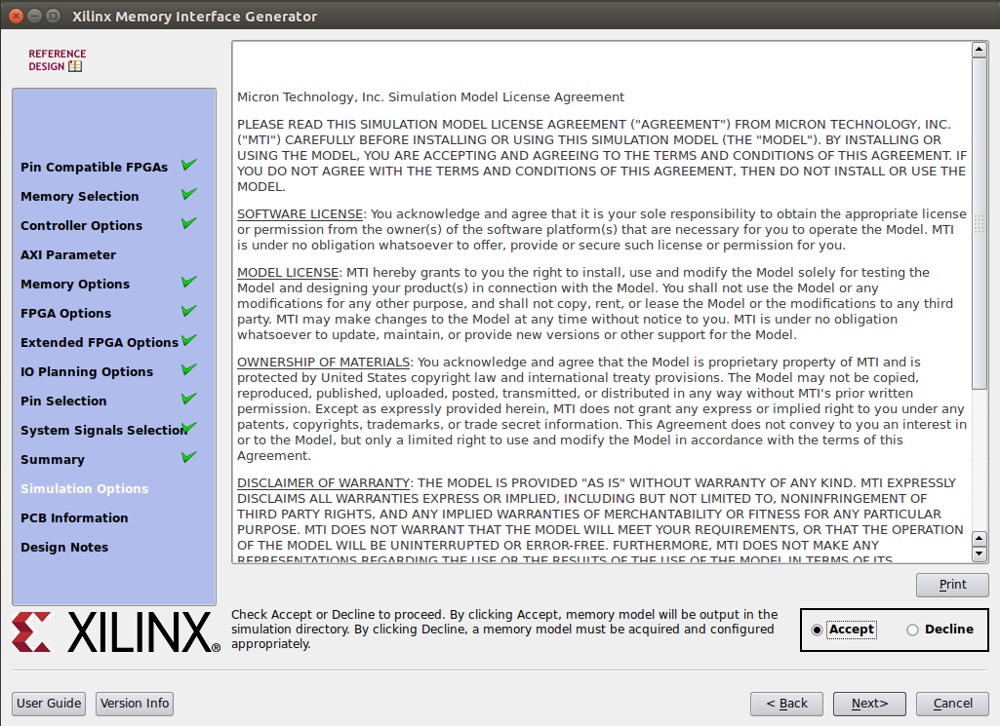 Xilinx Memory Interface Generator
REFERENCE
DESIGN
Pin Compatible FPGAs
Memory Selection
Controller Options
AXI Parameter
Memory Options
FPGA Options
Extended FPGA Options
IO Planning Options
Pin Selection
System Signals Selection
Summary
Simulation Options
PCB Information
Design Notes
XILINX®
Micron Technology, Inc. Simulation Model License Agreement
PLEASE READ THIS SIMULATION MODEL LICENSE AGREEMENT ("AGREEMENT") FROM MICRON TECHNOLOGY, INC.
("MTI") CAREFULLY BEFORE INSTALLING OR USING THIS SIMULATION MODEL (THE "MODEL"). BY INSTALLING OR
USING THE MODEL, YOU ARE ACCEPTING AND AGREEING TO THE TERMS AND CONDITIONS OF THIS AGREEMENT. IF
YOU DO NOT AGREE WITH THE TERMS AND CONDITIONS OF THIS AGREEMENT, THEN DO NOT INSTALL OR USE THE
MODEL.
SOFTWARE LICENSE: You acknowledge and agree that it is your sole responsibility to obtain the appropriate license
or permission from the owner(s) of the software platform(s) that are necessary for you to operate the Model. MTI
is under no obligation whatsoever to offer, provide or secure such license or permission for you.
MODEL LICENSE: MTI hereby grants to you the right to install, use and modify the Model solely for testing the
Model and designing your product(s) in connection with the Model. You shall not use the Model or any
modifications for any other purpose, and shall not copy, rent, or lease the Model or the modifications to any third
party. MTI may make changes to the Model at any time without notice to you. MTI is under no obligation
whatsoever to update, maintain, or provide new versions or other support for the Model.
OWNERSHIP OF MATERIALS: You acknowledge and agree that the Model is proprietary property of MTI and is
protected by United States copyright law and international treaty provisions. The Model may not be copied,
reproduced, published, uploaded, posted, transmitted, or distributed in any way without MTI's prior written
permission. Except as expressly provided herein, MTI does not grant any express or implied right to you under any
patents, copyrights, trademarks, or trade secret information. This Agreement does not convey to you an interest in
or to the Model, but only a limited right to use and modify the Model in accordance with the terms of this
Agreement.
DISCLAIMER OF WARRANTY: THE MODEL IS PROVIDED "AS IS" WITHOUT WARRANTY OF ANY KIND. MTI EXPRESSLY
DISCLAIMS ALL WARRANTIES EXPRESS OR IMPLIED, INCLUDING BUT NOT LIMITED TO, NONINFRINGEMENT OF
THIRD PARTY RIGHTS, AND ANY IMPLIED WARRANTIES OF MERCHANTABILITY OR FITNESS FOR ANY PARTICULAR
PURPOSE. MTI DOES NOT WARRANT THAT THE MODEL WILL MEET YOUR REQUIREMENTS, OR THAT THE OPERATION
OF THE MODEL WILL BE UNINTERRUPTED OR ERROR-FREE. FURTHERMORE, MTI DOES NOT MAKE ANY
REPRESENTATIONS REGARDING THE USE OR THE RESULTS OF THE USE OF THE MODEL IN TERMS OF ITS
Print
Check Accept or Decline to proceed. By clicking Accept, memory model will be output in the
simulation directory. By clicking Decline, a memory model must be acquired and configured
appropriately.
Accept
Decline
User Guide
Version Info
< Back
Next>
Cancel